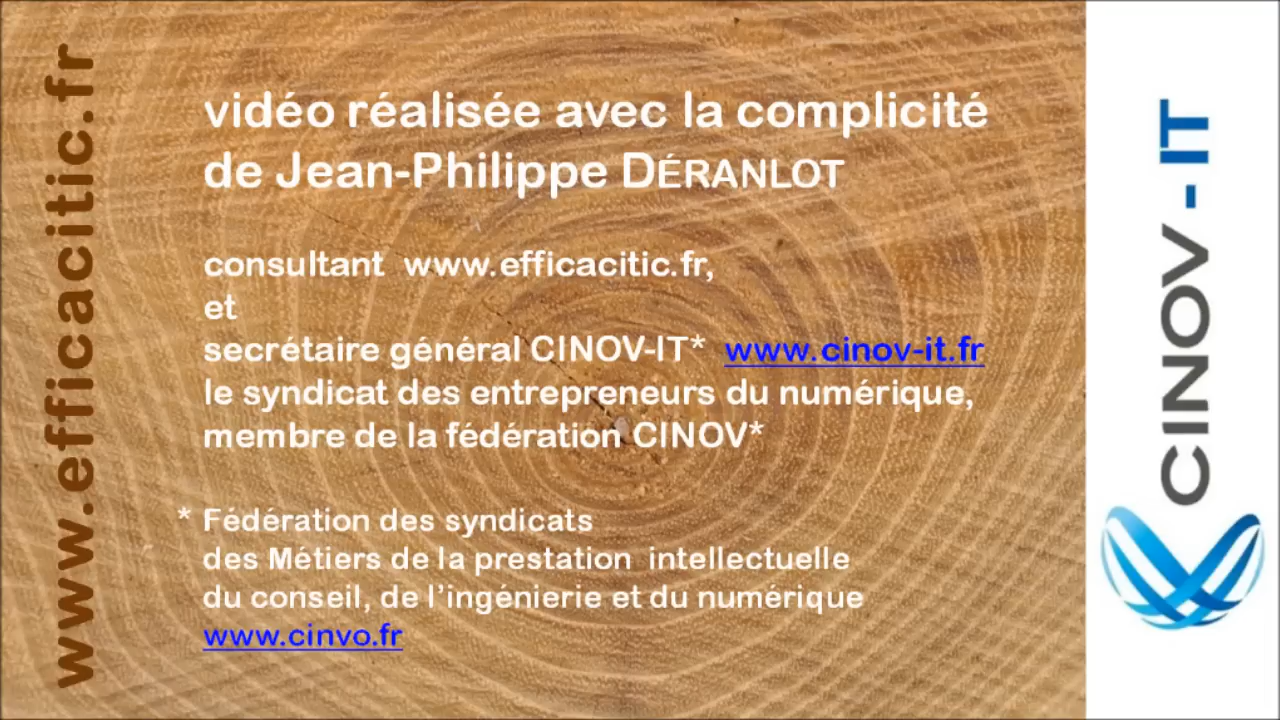 www.efficacitic.fr
vidéo réalisée avec la complicité
de Jean-Philippe DÉRANLOT
consultant www.efficacitic.fr,
et
secrétaire général CINOV-IT* www.cinov-it.fr
le syndicat des entrepreneurs du numérique,
membre de la fédération CINOV*
* Fédération des syndicats
des Métiers de la prestation intellectuelle
du conseil, de l'ingénierie et du numérique
www.cinvo.fr
CINOV - IT